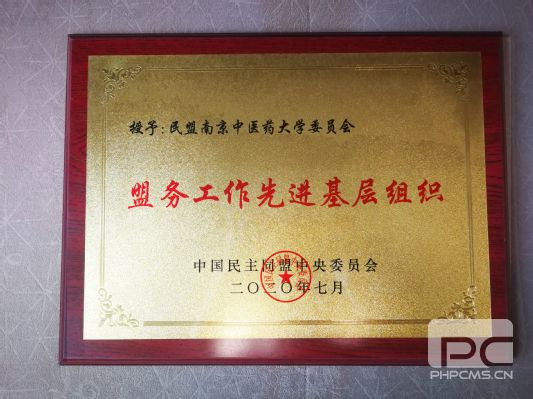 授予:民盟南京中医药大学委员会
盟务工作先进基层组织
中国民主同盟中央委员会
二〇二〇年七月
PC
PHPCMS.CN